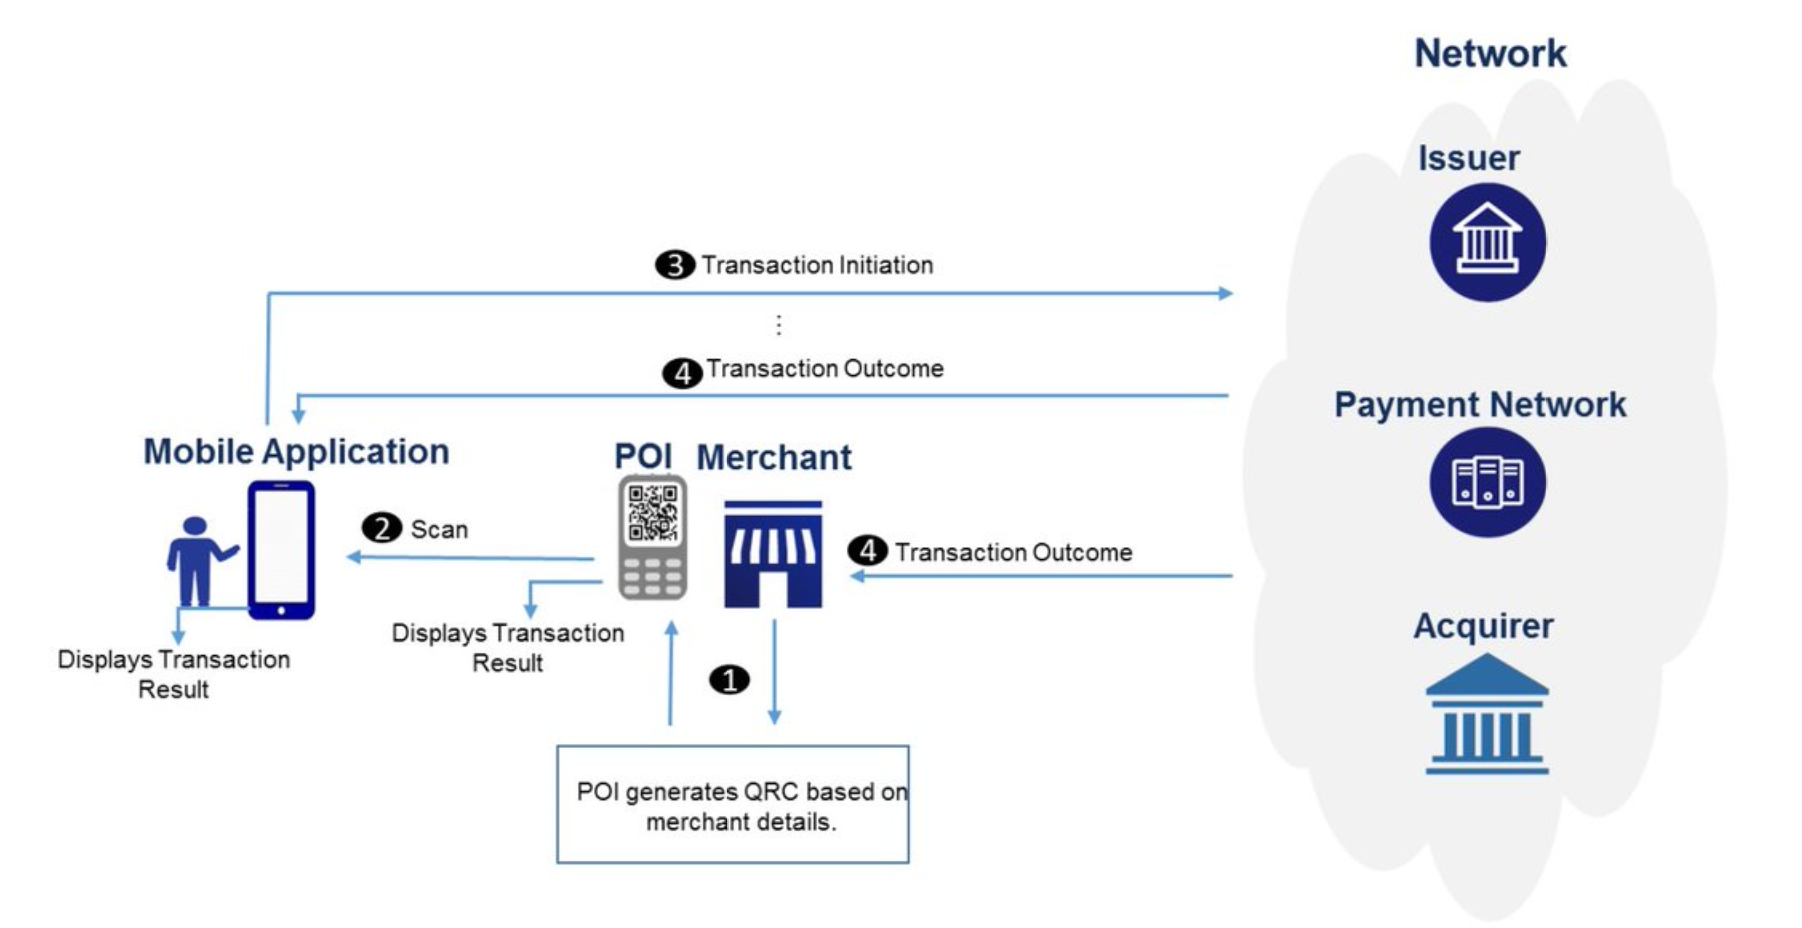 Network
Issuer
3 Transaction Initiation
4 Transaction Outcome
Payment Network
Mobile Application
POI Merchant
2 Scan
4 Transaction Outcome
Displays Transaction
Result
Displays Transaction
Result
Acquirer
1
POI generates QRC based on
merchant details.